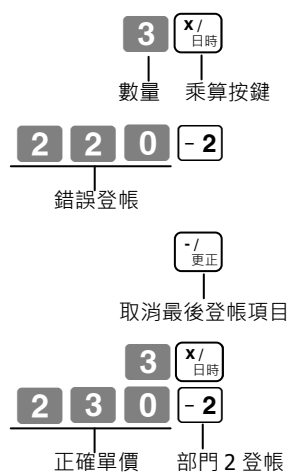 3 x/日時
數量 乘算按鍵
2 2 0 - 2
錯誤登帳
-/更正
取消最後登帳項目
3 x/日時
2 3 0 - 2
正確單價 部門 2 登帳